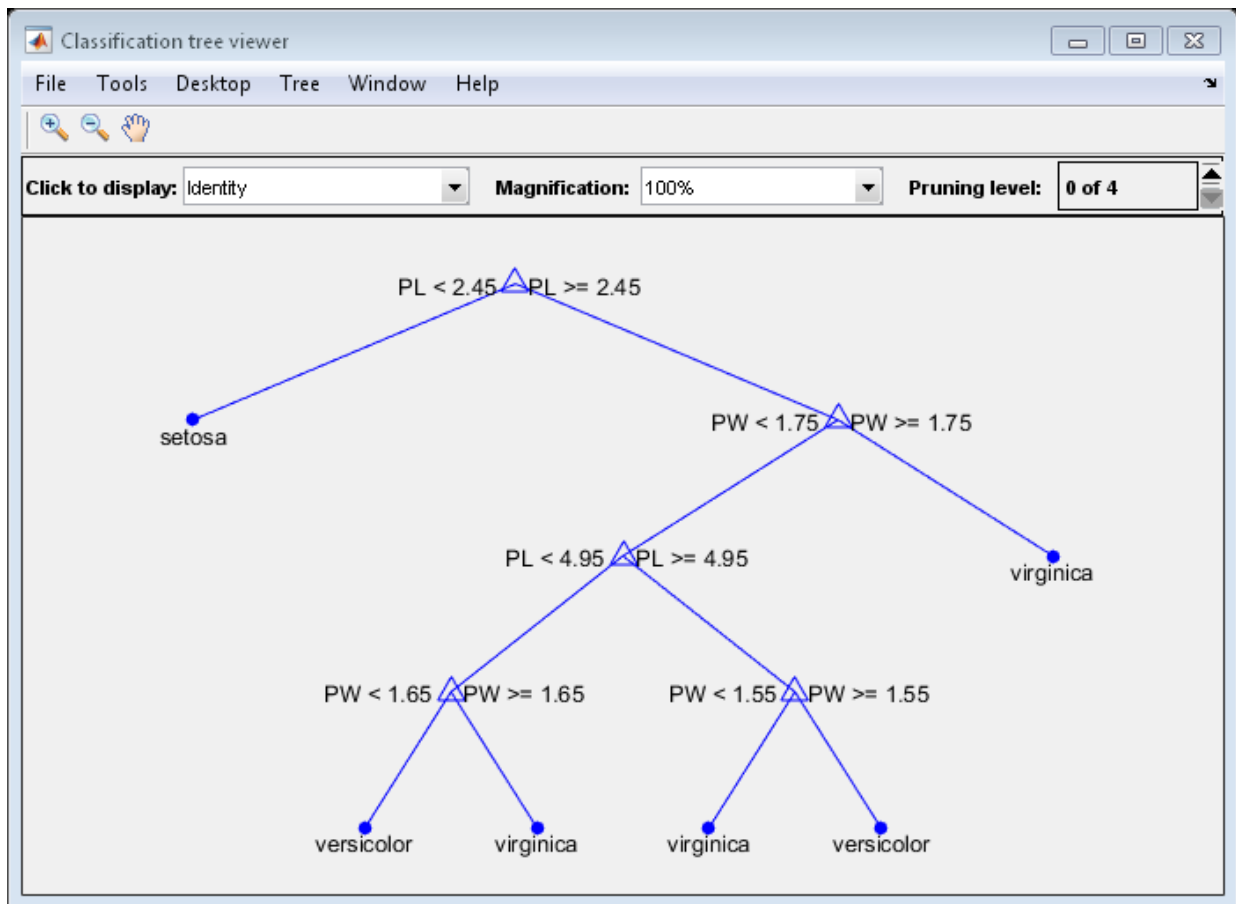 Classification tree viewer
File Tools Desktop Tree Window Help
Click to display: Identity Magnification: 100% Pruning level: 0 of 4
PL < 2.45 PL >= 2.45
setosa
PW < 1.75 PW >= 1.75
PL < 4.95 PL >= 4.95
virginica
PW < 1.65 PW >= 1.65 PW < 1.55 PW >= 1.55
versicolor virginica virginica versicolor